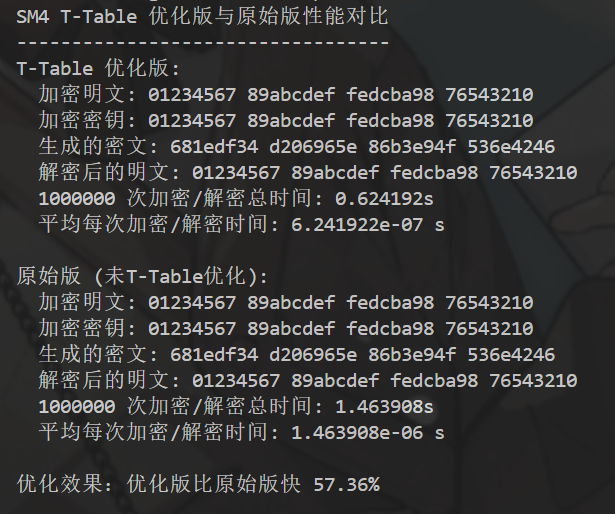 SM4 T-Table 优化版与原始版性能对比
----------------------------------
T-Table 优化版:
加密明文: 01234567 89abcdef fedcba98 76543210
加密密钥: 01234567 89abcdef fedcba98 76543210
生成的密文: 681edf34 d206965e 86b3e94f 536e4246
解密后的明文: 01234567 89abcdef fedcba98 76543210
1000000 次加密/解密总时间: 0.624192s
平均每次加密/解密时间: 6.241922e-07 s
原始版 (未T-Table优化):
加密明文: 01234567 89abcdef fedcba98 76543210
加密密钥: 01234567 89abcdef fedcba98 76543210
生成的密文: 681edf34 d206965e 86b3e94f 536e4246
解密后的明文: 01234567 89abcdef fedcba98 76543210
1000000 次加密/解密总时间: 1.463908s
平均每次加密/解密时间: 1.463908e-06 s
优化效果: 优化版比原始版快 57.36%